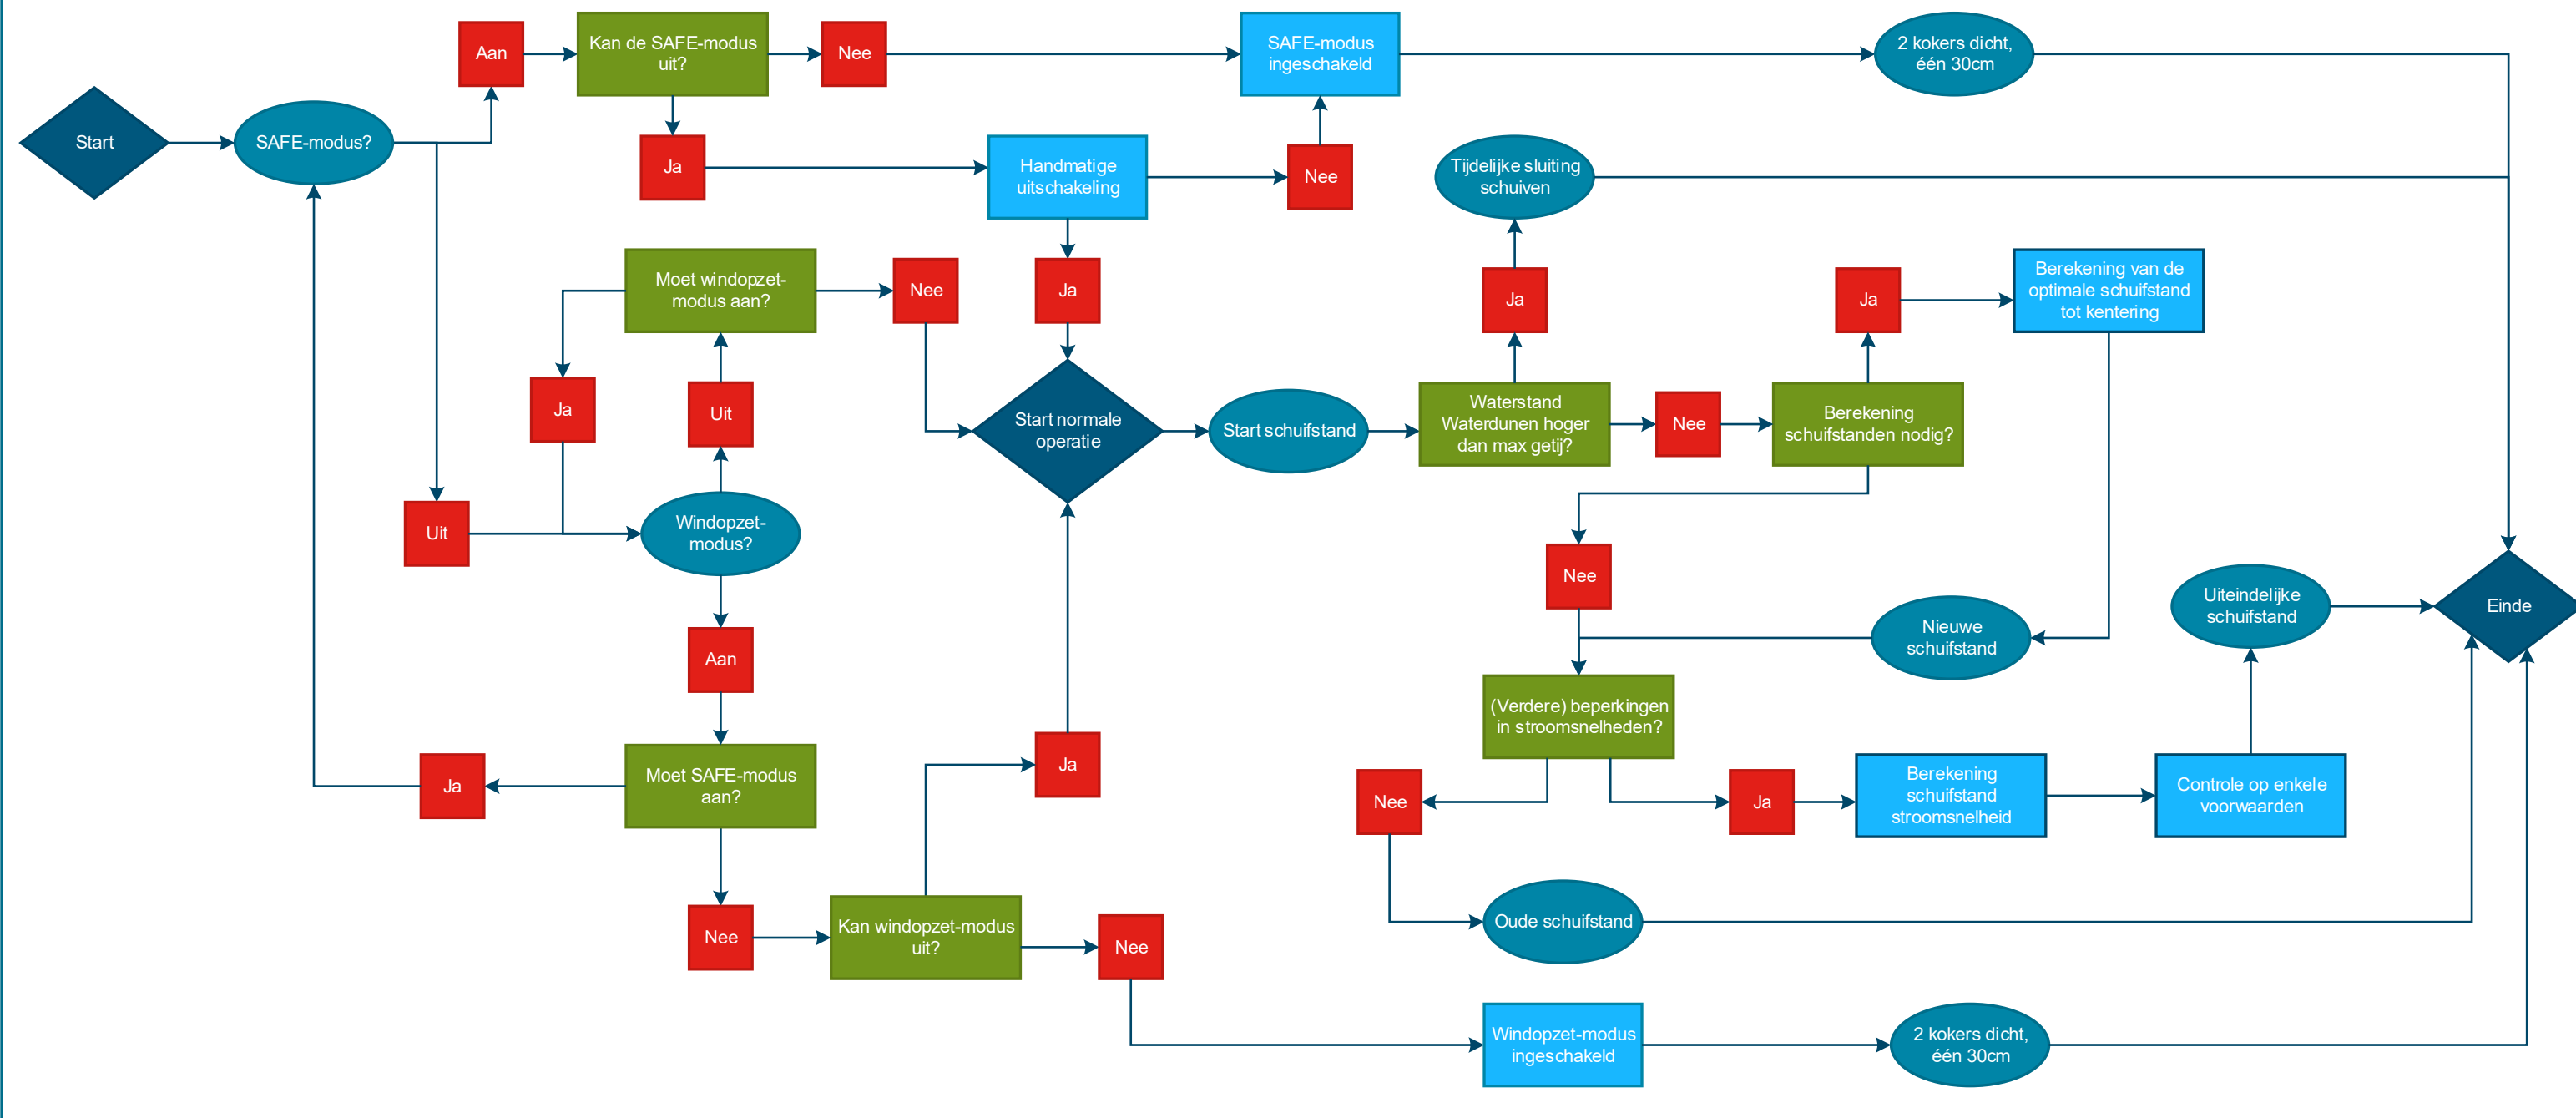 Aan
Kan de SAFE-modus
uit?
Nee
SAFE-modus
ingeschakeld
2 kokers dicht,
één 30cm
Start
SAFE-modus?
Ja
Handmatige
uitschakeling
Nee
Tijdelijke sluiting
schuiven
Moet windopzet-
modus aan?
Nee
Ja
Ja
Ja
Berekening van de
optimale schuifstand
tot kentering
Ja
Uit
Start normale
operatie
Start schuifstand
Waterstand
Waterdunen hoger
dan max getij?
Nee
Berekening
schuifstanden nodig?
Uit
Windopzet-
modus?
Nee
Nieuwe
schuifstand
Uiteindelijke
schuifstand
Einde
Aan
(Verdere) beperkingen
in stroomsnelheden?
Ja
Moet SAFE-modus
aan?
Ja
Nee
Ja
Berekening
schuifstand
stroomsnelheid
Controle op enkele
voorwaarden
Nee
Kan windopzet-modus
uit?
Nee
Oude schuifstand
Windopzet-modus
ingeschakeld
2 kokers dicht,
één 30cm